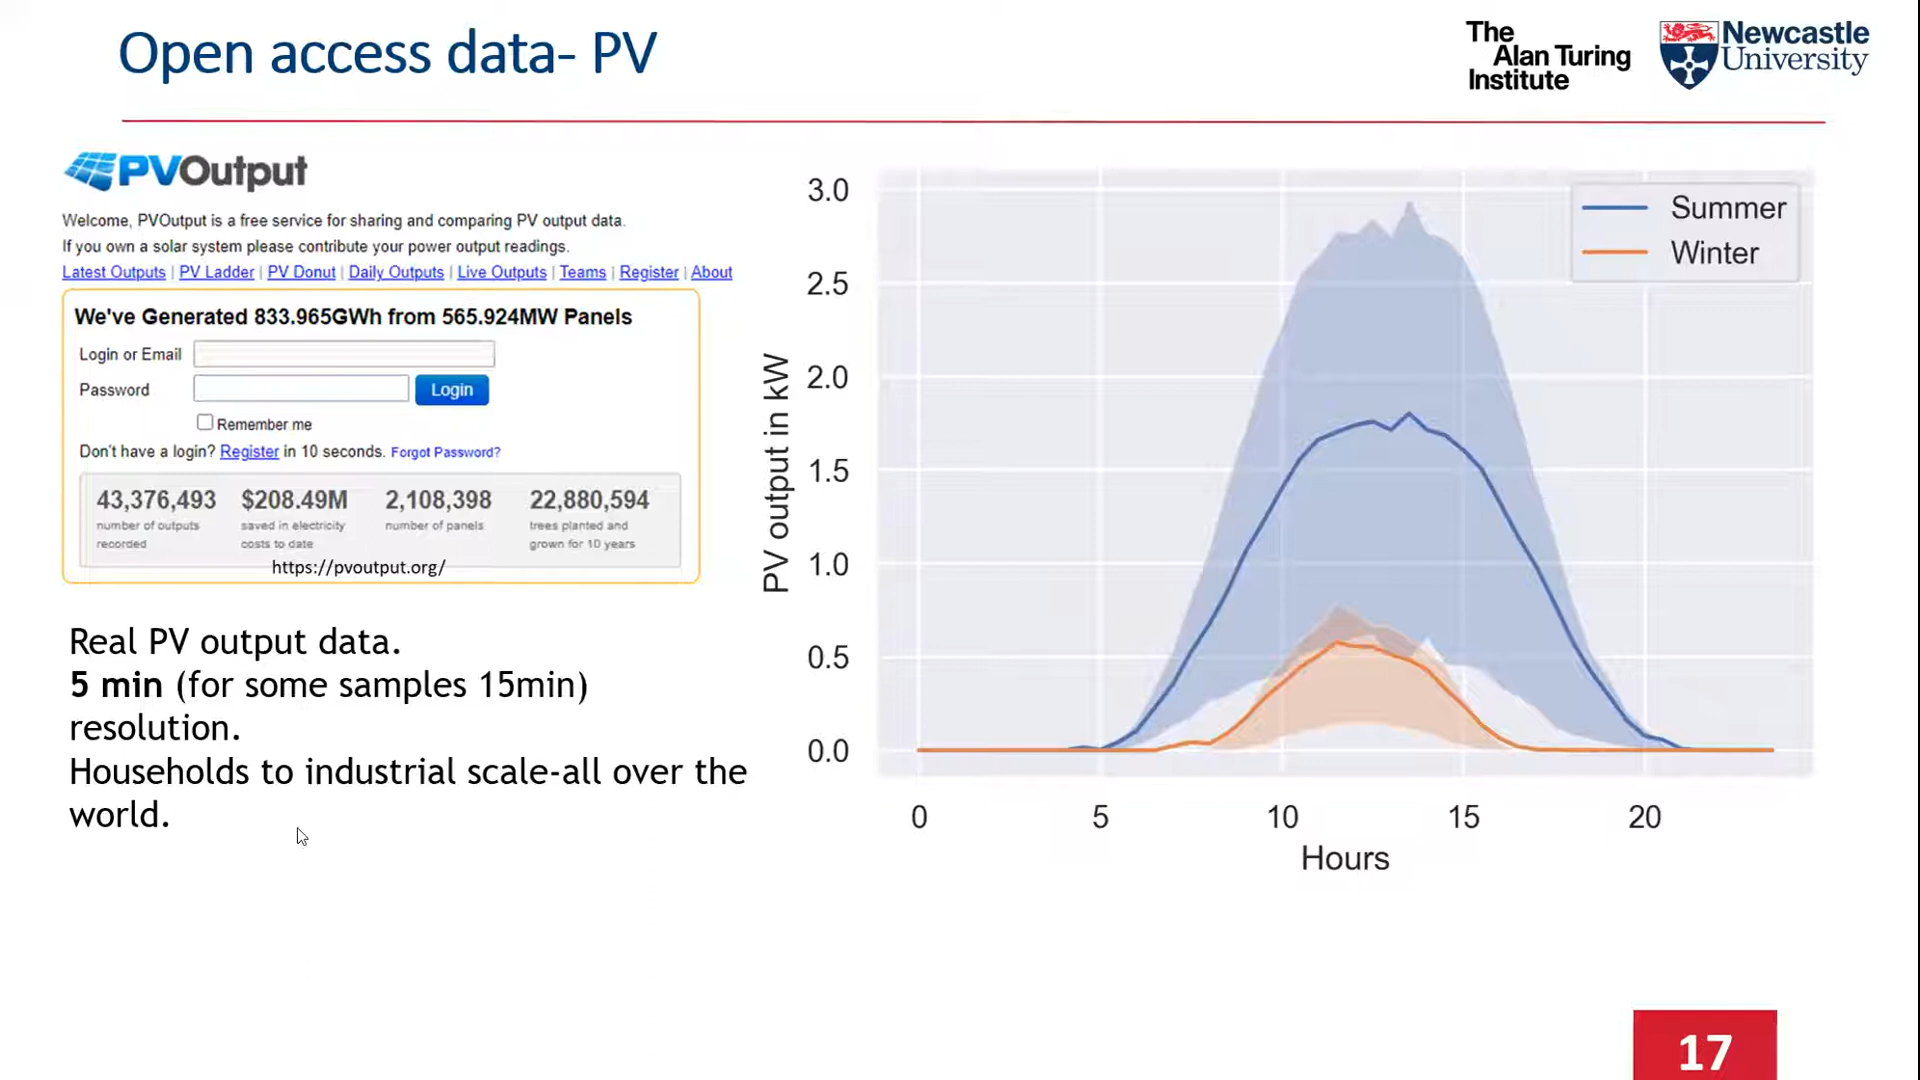 Open access data- PV
The
Alan Turing
Institute
Newcastle
University
PVOutput
Welcome, PVOutput is a free service for sharing and comparing PV output data.
If you own a solar system please contribute your power output readings.
Latest Outputs | PV Ladder | PV Donut | Daily Outputs | Live Outputs | Teams | Register | About
We've Generated 833.965GWh from 565.924MW Panels
Login or Email
Password
Login
Remember me
Don't have a login? Register in 10 seconds. Forgot Password?
43,376,493 $208.49M 2,108,398 22,880,594
number of outputs saved in electricity number of panels trees planted and
recorded costs to date grown for 10 years
https://pvoutput.org/
Real PV output data.
5 min (for some samples 15min)
resolution.
Households to industrial scale-all over the
world.
PV output in kW
3.0
2.5
2.0
1.5
1.0
0.5
0.0
Summer
Winter
0 5 10 15 20
Hours
17